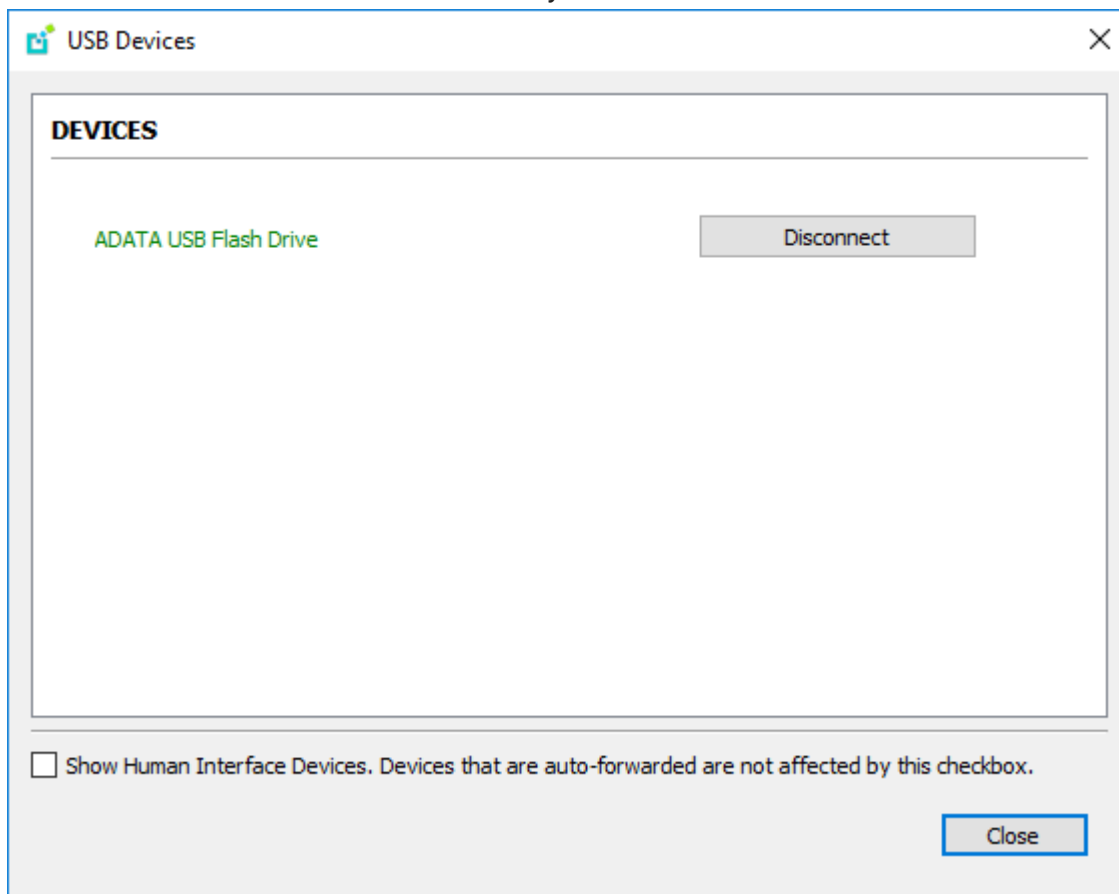 USB Devices
DEVICES
ADATA USB Flash Drive
Disconnect
Show Human Interface Devices. Devices that are auto-forwarded are not affected by this checkbox.
Close